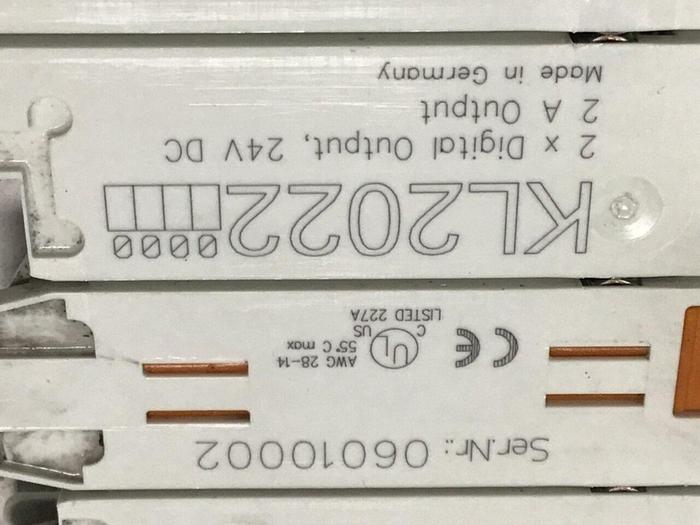 Ser.Nr.: 06010002
CE
UL
C US
LISTED 227A
AWG 28-14
55°C max
KL2022 0000
2 x Digital Output, 24V DC
2 A Output
Made in Germany